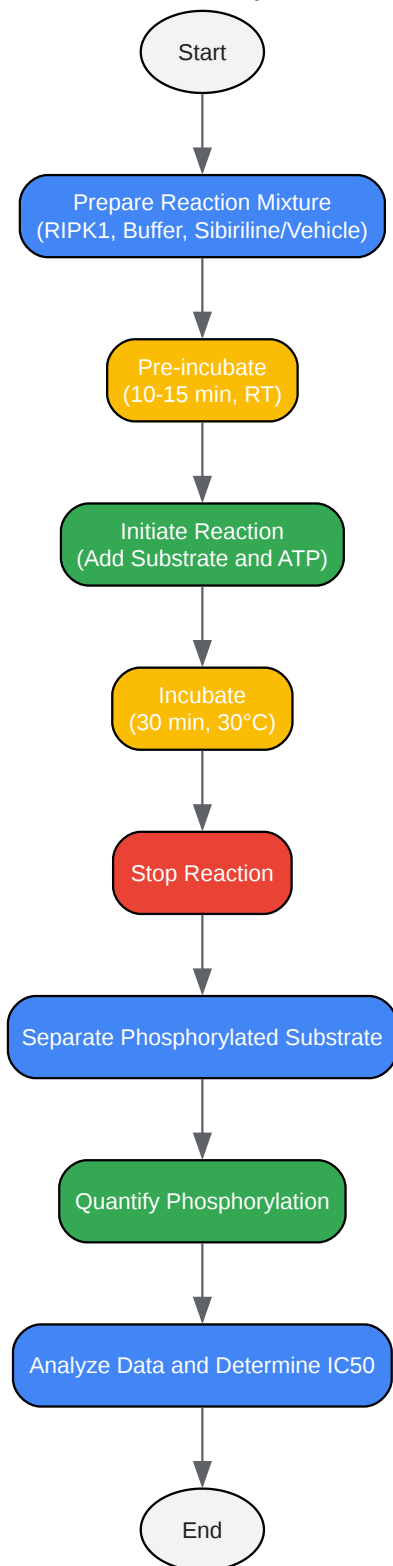 Start
Prepare Reaction Mixture
(RIPK1, Buffer, Sibiriline/Vehicle)
Pre-incubate
(10-15 min, RT)
Initiate Reaction
(Add Substrate and ATP)
Incubate
(30 min, 30°C)
Stop Reaction
Separate Phosphorylated Substrate
Quantify Phosphorylation
Analyze Data and Determine IC50
End